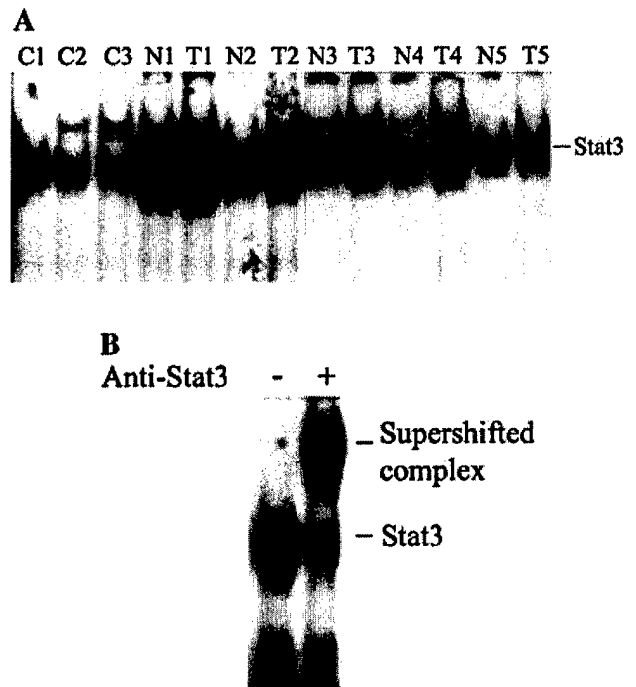 A
C1 C2 C3 N1 T1 N2 T2 N3 T3 N4 T4 N5 T5
Stat3
B
Anti-Stat3 - +
Supershifted
complex
Stat3